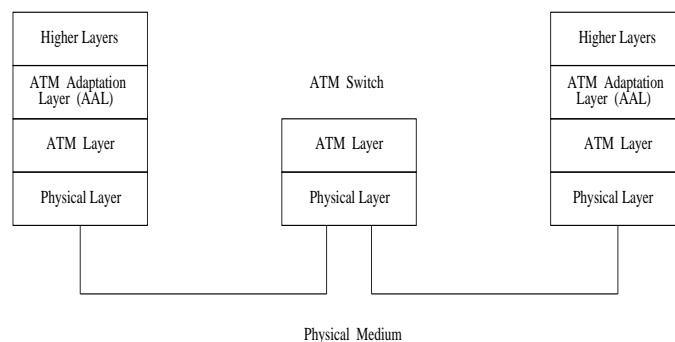 Higher Layers
ATM Adaptation
Layer (AAL)
ATM Layer
Physical Layer
ATM Switch
ATM Layer
Physical Layer
Higher Layers
ATM Adaptation
Layer (AAL)
ATM Layer
Physical Layer
Physical Medium